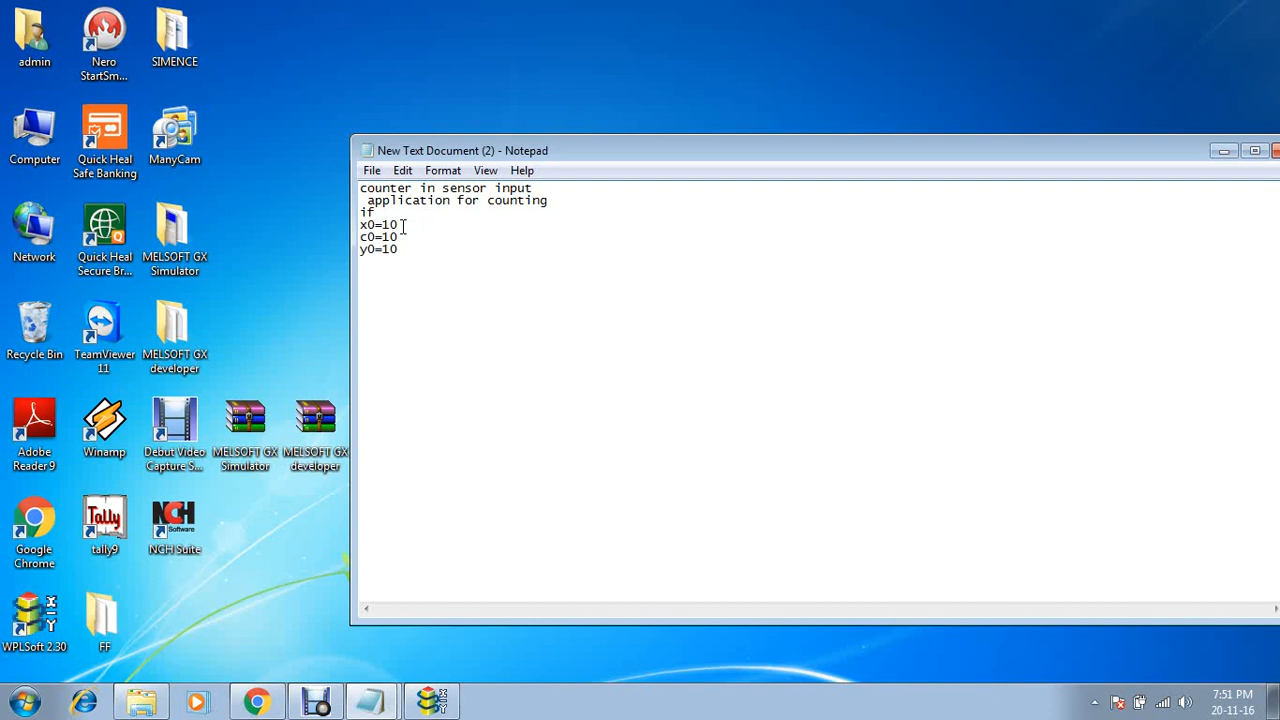 admin
Nero
StartSm...
SIMENCE
Computer
Quick Heal
Safe Banking
ManyCam
Network
Quick Heal
Secure Br...
MELSOFT GX
Simulator
Recycle Bin
TeamViewer
11
MELSOFT GX
developer
Adobe
Reader 9
Winamp
Debut Video
Capture S...
MELSOFT GX
Simulator
MELSOFT GX
developer
Google
Chrome
Tally
tally9
NCH
Software
NCH Suite
X
Y
WPLSoft 2.30
FF
New Text Document (2) - Notepad
File Edit Format View Help
counter in sensor input
application for counting
if
x0=10
c0=10
y0=10
X
Y
7:51 PM
20-11-16